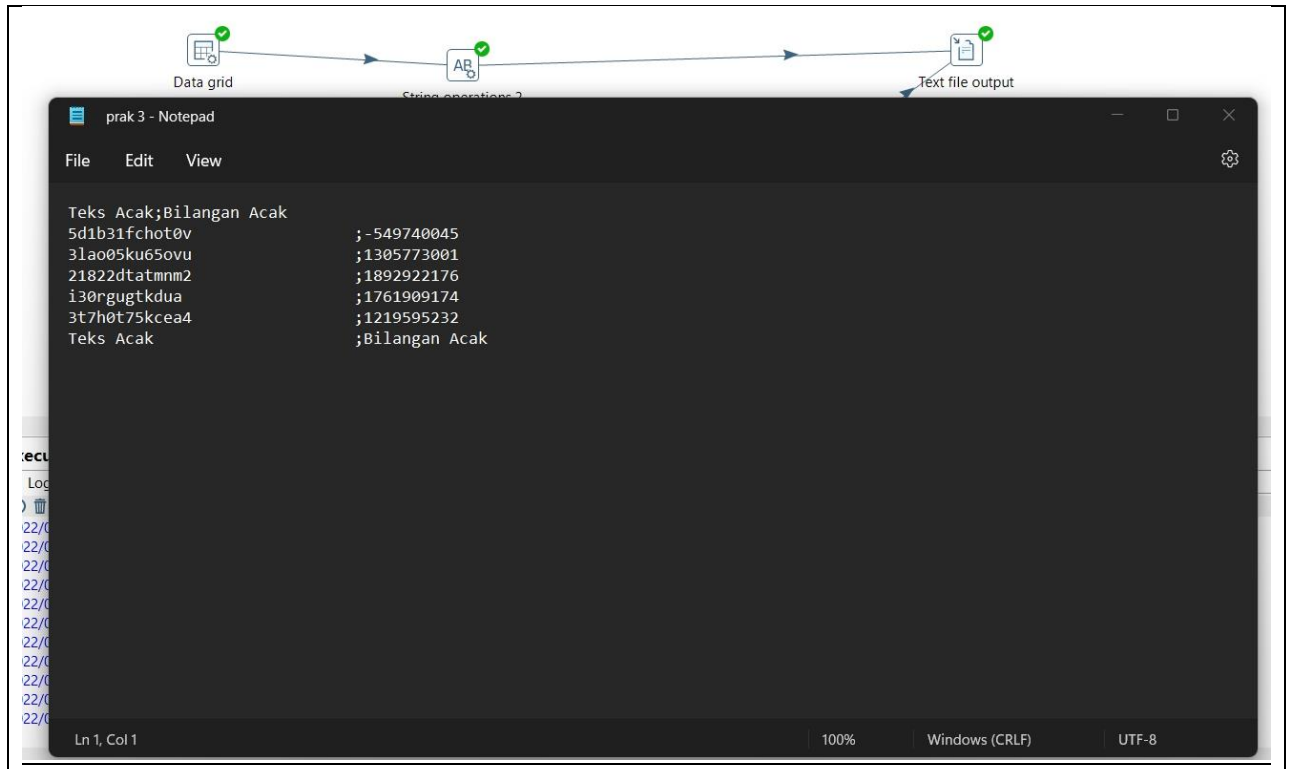 Data grid
String operations 2
Text file output
prak 3 - Notepad
File Edit View
Teks Acak;Bilangan Acak
5d1b31fchot0v ;-549740045
3lao05ku65ovu ;1305773001
21822dtatmnm2 ;1892922176
i30rgugtkdua ;1761909174
3t7h0t75kcea4 ;1219595232
Teks Acak ;Bilangan Acak
Log
Ln 1, Col 1 100% Windows (CRLF) UTF-8